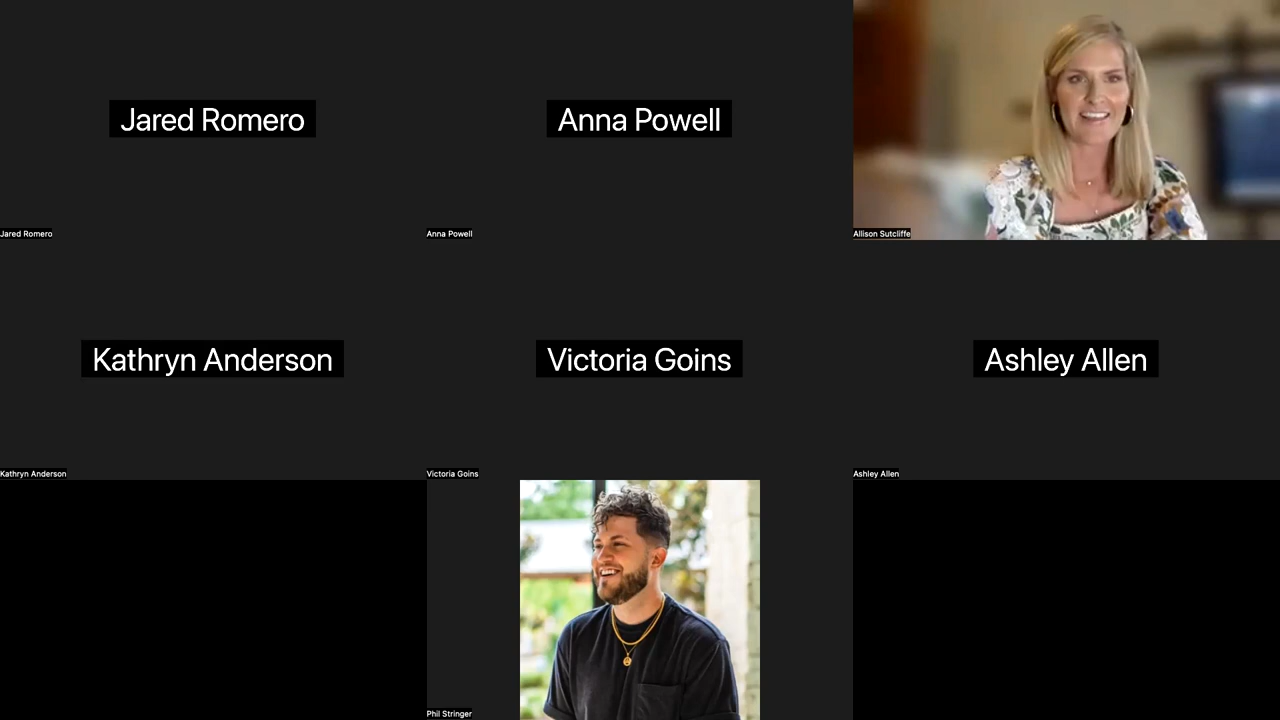 Jared Romero
Anna Powell
Jared Romero
Anna Powell
Allison Sutcliffe
Kathryn Anderson
Victoria Goins
Ashley Allen
Kathryn Anderson
Victoria Goins
Ashley Allen
Phil Stringer